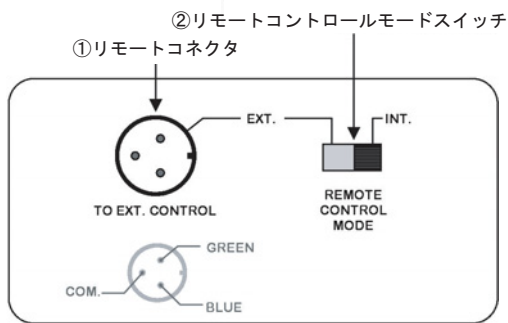 ②リモートコントロールモードスイッチ
①リモートコネクタ
EXT.
INT.
TO EXT. CONTROL
REMOTE
CONTROL
MODE
GREEN
COM.
BLUE